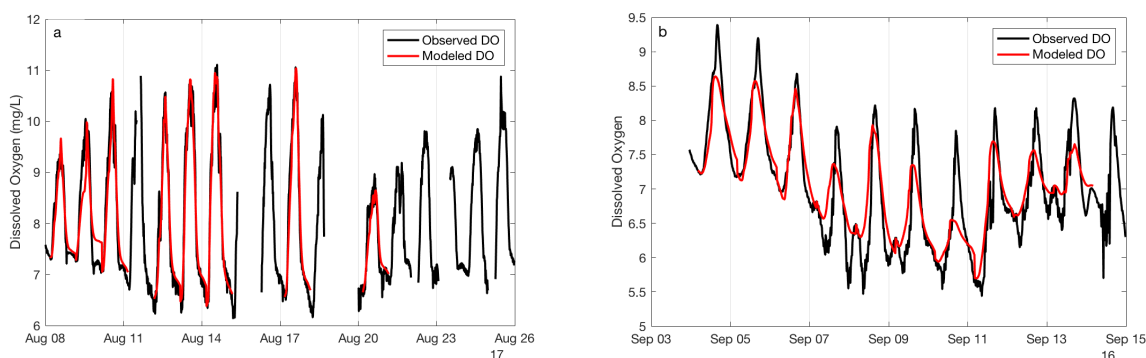 a
Observed DO
Modeled DO
Dissolved Oxygen (mg/L)
12
11
10
9
8
7
6
Aug 08 Aug 11 Aug 14 Aug 17 Aug 20 Aug 23 Aug 26
17
b
Observed DO
Modeled DO
Dissolved Oxygen
9.5
9
8.5
8
7.5
7
6.5
6
5.5
5
Sep 03 Sep 05 Sep 07 Sep 09 Sep 11 Sep 13 Sep 15
16